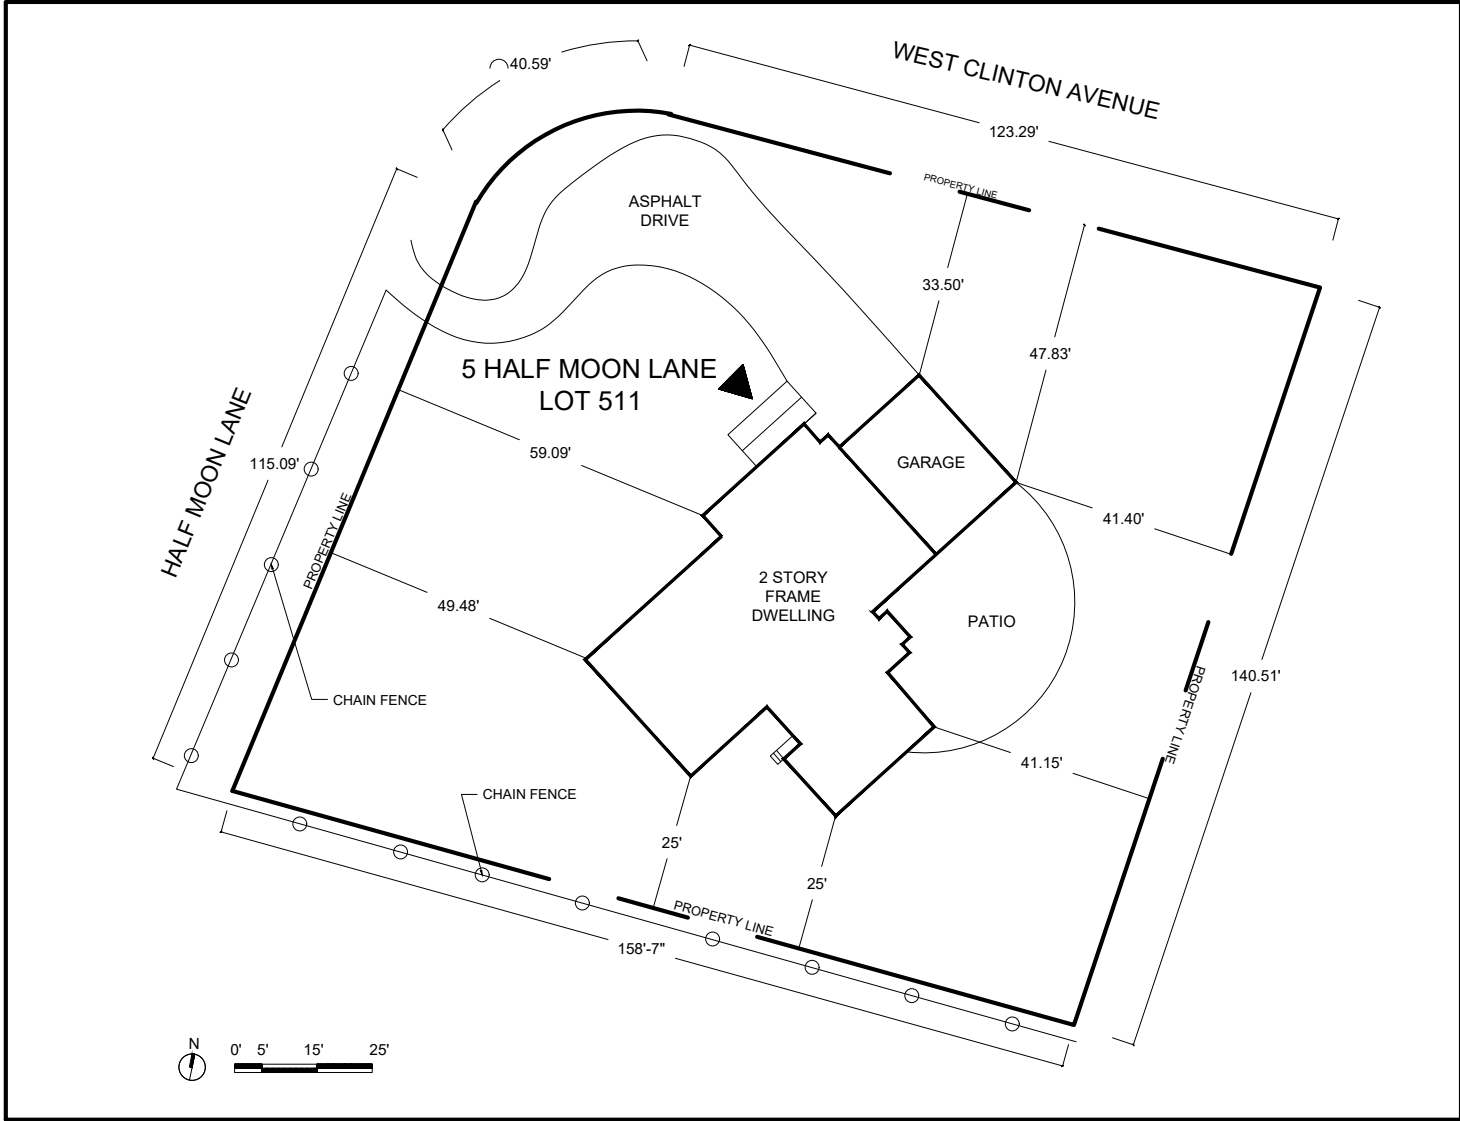 40.59'
WEST CLINTON AVENUE
123.29'
PROPERTY LINE
ASPHALT
DRIVE
33.50'
47.83'
5 HALF MOON LANE
LOT 511
HALF MOON LANE
115.09'
59.09'
GARAGE
41.40'
PROPERTY LINE
49.48'
2 STORY
FRAME
DWELLING
PATIO
140.51'
PROPERTY LINE
CHAIN FENCE
41.15'
CHAIN FENCE
25'
25'
PROPERTY LINE
158'-7"
N
0' 5' 15' 25'